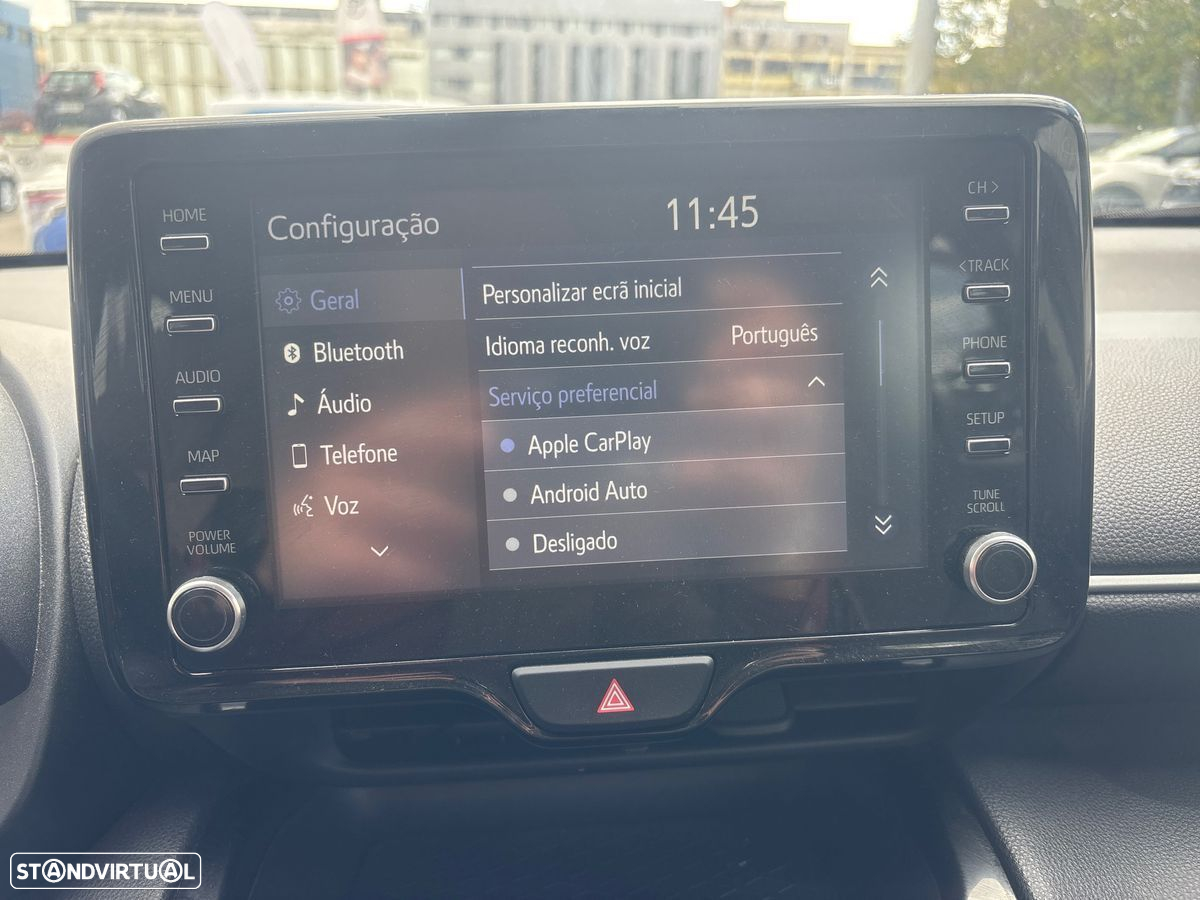 HOME
MENU
AUDIO
MAP
POWER
VOLUME
Configuração
11:45
Geral
Bluetooth
Áudio
Telefone
Voz
Personalizar ecrã inicial
Idioma reconh. voz Português
Serviço preferencial
Apple CarPlay
Android Auto
Desligado
CH >
< TRACK
PHONE
SETUP
TUNE
SCROLL
STANDVIRTUAL